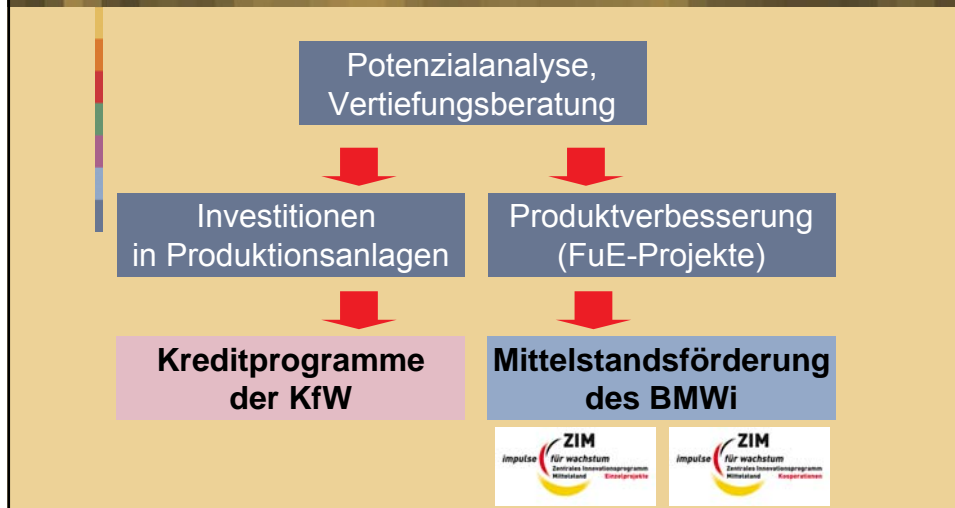 Potenzialanalyse,
Vertiefungsberatung
Investitionen
in Produktionsanlagen
Produktverbesserung
(FuE-Projekte)
Kreditprogramme
der KfW
Mittelstandsförderung
des BMWi
ZIM
impulse für wachstum
Zentrales Innovationsprogramm
Mittelstand Einzelprojekte
ZIM
impulse für wachstum
Zentrales Innovationsprogramm
Mittelstand Kooperationen